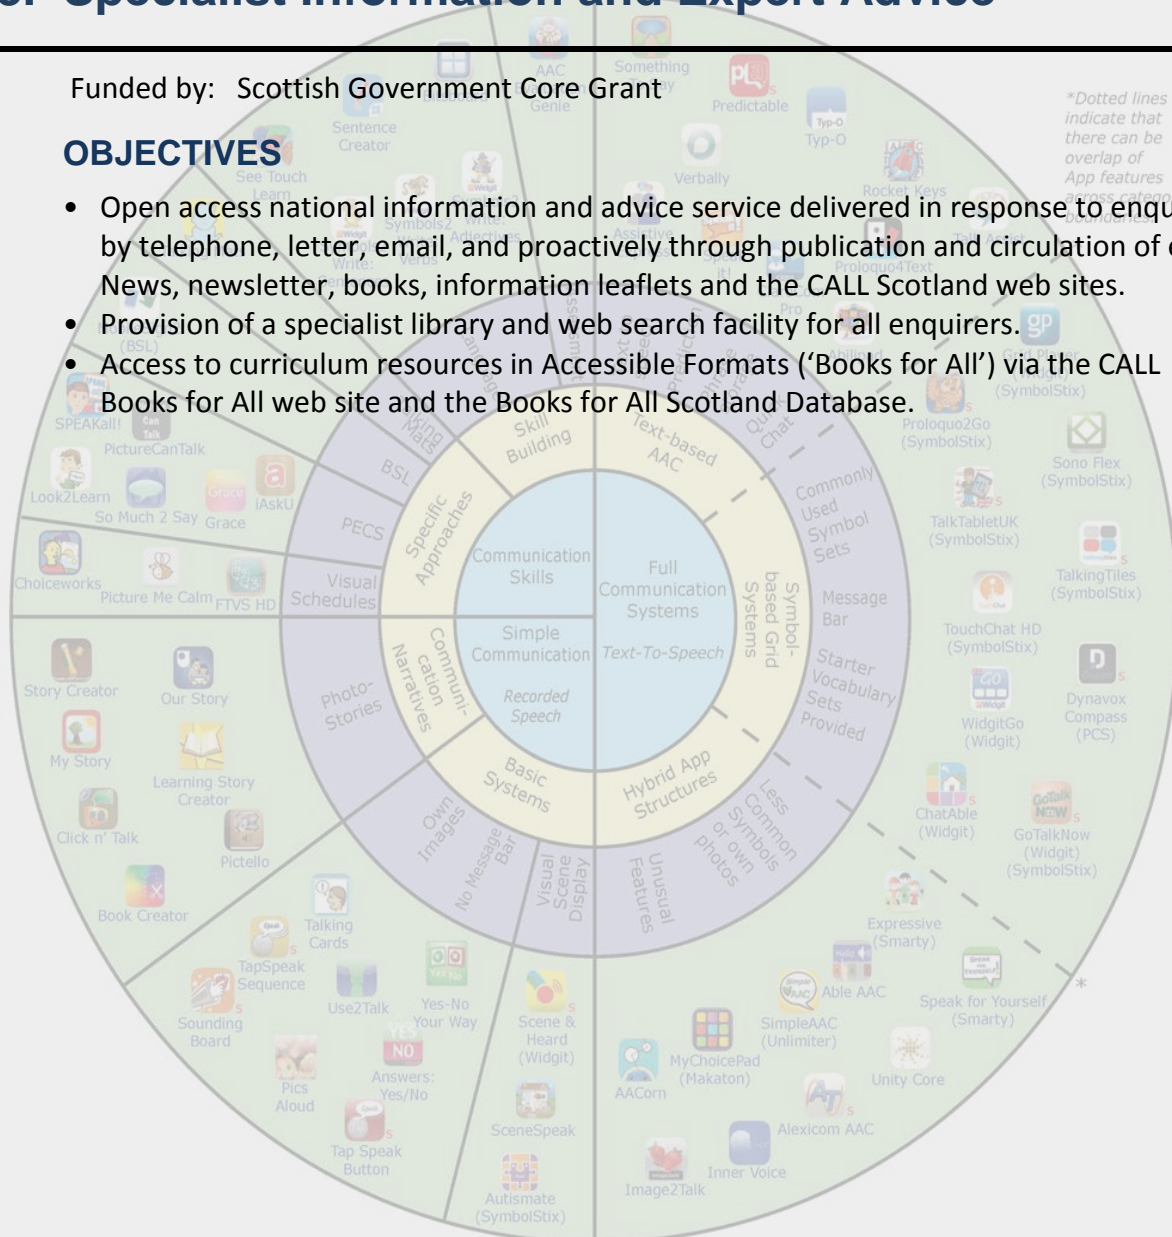 Specialist Information and Expert Advice
Funded by: Scottish Government Core Grant
OBJECTIVES
• Open access national information and advice service delivered in response to
by telephone, letter, email, and proactively through publication and circulation of
News, newsletter, books, information leaflets and the CALL Scotland web sites.
• Provision of a specialist library and web search facility for all enquirers.
• Access to curriculum resources in Accessible Formats (‘Books for All’) via the CALL
Books for All web site and the Books for All Scotland Database.
*Dotted lines
indicate that
there can be
overlap of
App features
AAC
Genie
Something
Predictable
Typ-O
Sentence
Creator
See Touch
Learn
Verbally
Rocket Keys
Proloquo4Text
Pro
(BSL)
SPEAKall!
PictureCanTalk
Look2Learn
So Much 2 Say
Grace
iAskU
Choiceworks
Picture Me Calm
FTVS HD
(SymbolStix)
Proloquo2Go
(SymbolStix)
Sono Flex
(SymbolStix)
TalkTabletUK
(SymbolStix)
TalkingTiles
(SymbolStix)
TouchChat HD
(SymbolStix)
Dynavox
Compass
(PCS)
WidgitGo
(Widgit)
ChatAble
(Widgit)
GoTalkNow
(Widgit)
(SymbolStix)
Skill
Building
Text-based
AAC
Quick
Chat
BSL
PECS
Visual
Schedules
Specific
Approaches
Communication
Skills
Full
Communication
Systems
Text-To-Speech
Simple
Communication
Recorded
Speech
Symbol-
based Grid
Systems
Commonly
Used
Symbol
Sets
Message
Bar
Starter
Vocabulary
Sets
Provided
Communi-
cation
Narratives
Photo-
Stories
Basic
Systems
Hybrid App
Structures
Own
Images
No Message
Bar
Visual
Scene
Display
Unusual
Features
Less
Common
Symbols
or own
photos
Story Creator
Our Story
My Story
Learning Story
Creator
Click n' Talk
Pictello
Book Creator
Talking
Cards
TapSpeak
Sequence
Use2Talk
Yes-No
Your Way
Sounding
Board
Pics
Aloud
Answers:
Yes/No
Tap Speak
Button
Scene &
Heard
(Widgit)
SceneSpeak
Autismate
(SymbolStix)
Expressive
(Smarty)
Able AAC
Speak for Yourself
(Smarty)
*
SimpleAAC
(Unlimiter)
MyChoicePad
(Makaton)
AACorn
Unity Core
Alexicom AAC
Inner Voice
Image2Talk